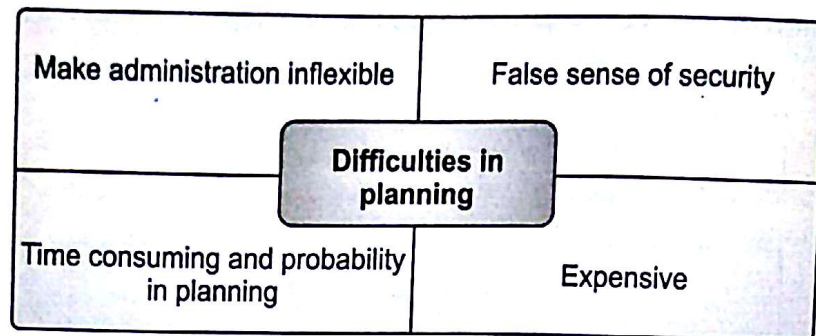 Make administration inflexible
False sense of security
Difficulties in
planning
Time consuming and probability
in planning
Expensive